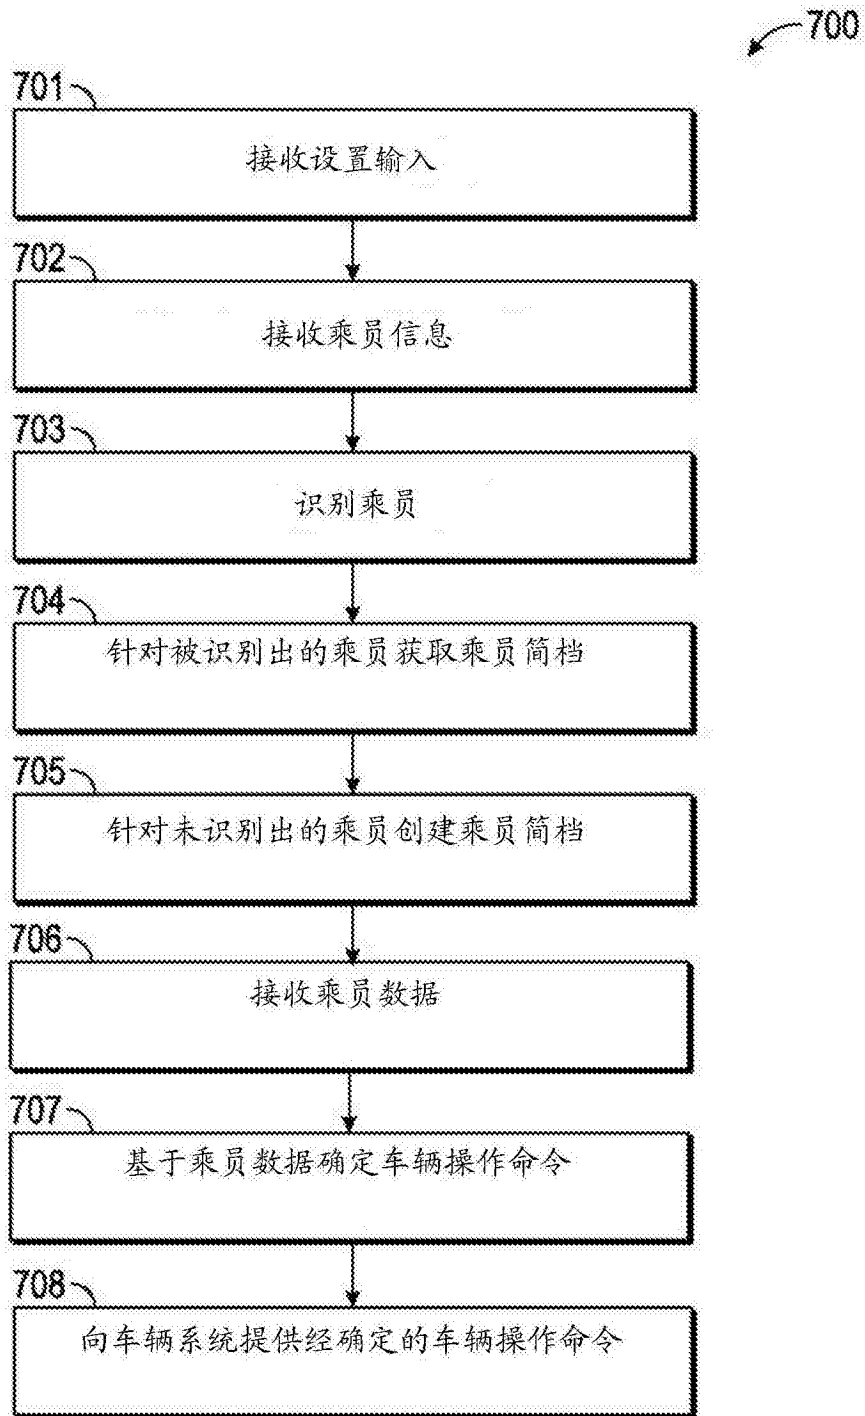 700
701
接收设置输入
702
接收乘员信息
703
识别乘员
704
针对被识别出的乘员获取乘员简档
705
针对未识别出的乘员创建乘员简档
706
接收乘员数据
707
基于乘员数据确定车辆操作命令
708
向车辆系统提供经确定的车辆操作命令